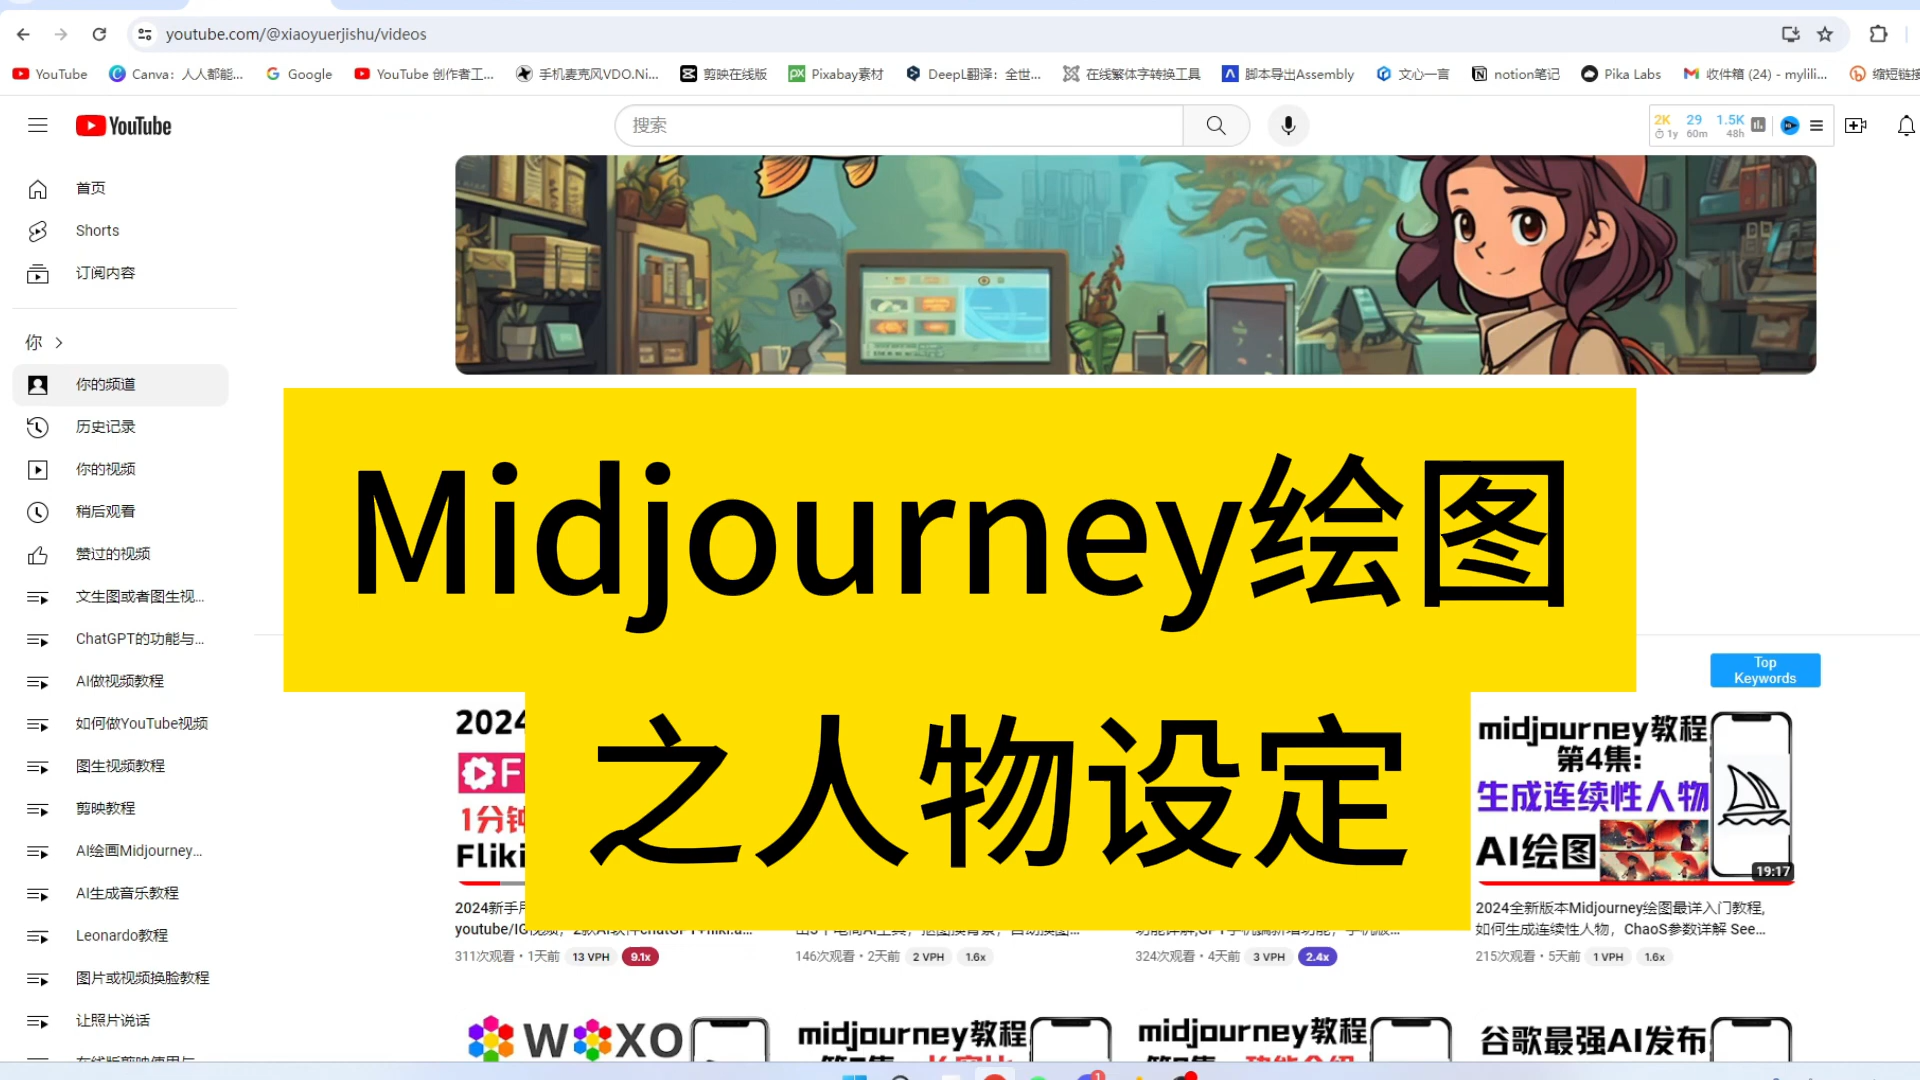 youtube.com/@xiaoyuerjishu/videos
YouTube
Canva：人人都能...
Google
YouTube 创作者工...
手机麦克风VDO.Ni...
剪映在线版
Pixabay素材
DeepL翻译：全世...
在线繁体字转换工具
脚本导出Assembly
文心一言
notion笔记
Pika Labs
收件箱 (24) - mylili...
缩短链接
YouTube
搜索
2K 29 1.5K
1y 60m 48h
首页
Shorts
订阅内容
你
你的频道
历史记录
你的视频
稍后观看
赞过的视频
文生图或者图生视...
ChatGPT的功能与...
AI做视频教程
如何做YouTube视频
图生视频教程
剪映教程
AI绘画Midjourney...
AI生成音乐教程
Leonardo教程
图片或视频换脸教程
让照片说话
Midjourney绘图
之人物设定
Top
Keywords
2024
F
1分钟
Fliki
midjourney教程
第4集:
生成连续性人物
AI绘图
19:17
2024新手用
311次观看・1天前 13 VPH 9.1x
146次观看・2天前 2 VPH 1.6x
324次观看・4天前 3 VPH 2.4x
2024全新版本Midjourney绘图最详入门教程,
如何生成连续性人物，ChaoS参数详解 See...
215次观看・5天前 1 VPH 1.6x
WOXO
midjourney教程
midjourney教程
谷歌最强AI发布